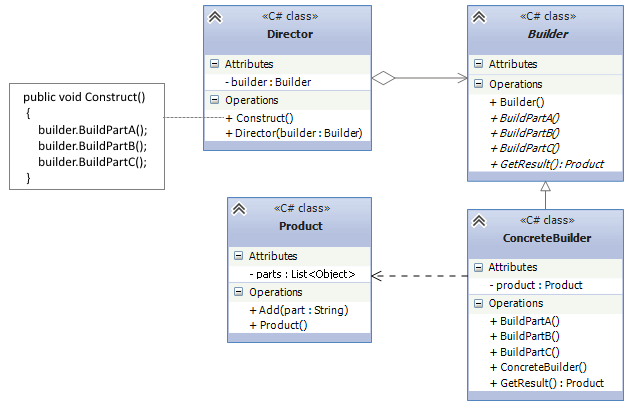 «C# class»
Director
Attributes
- builder : Builder
Operations
+ Construct()
+ Director(builder : Builder)
«C# class»
Builder
Attributes
Operations
+ Builder()
+ BuildPartA()
+ BuildPartB()
+ BuildPartC()
+ GetResult() : Product
public void Construct()
{
builder.BuildPartA();
builder.BuildPartB();
builder.BuildPartC();
}
«C# class»
Product
Attributes
- parts : List<Object>
Operations
+ Add(part : String)
+ Product()
«C# class»
ConcreteBuilder
Attributes
- product : Product
Operations
+ BuildPartA()
+ BuildPartB()
+ BuildPartC()
+ ConcreteBuilder()
+ GetResult() : Product